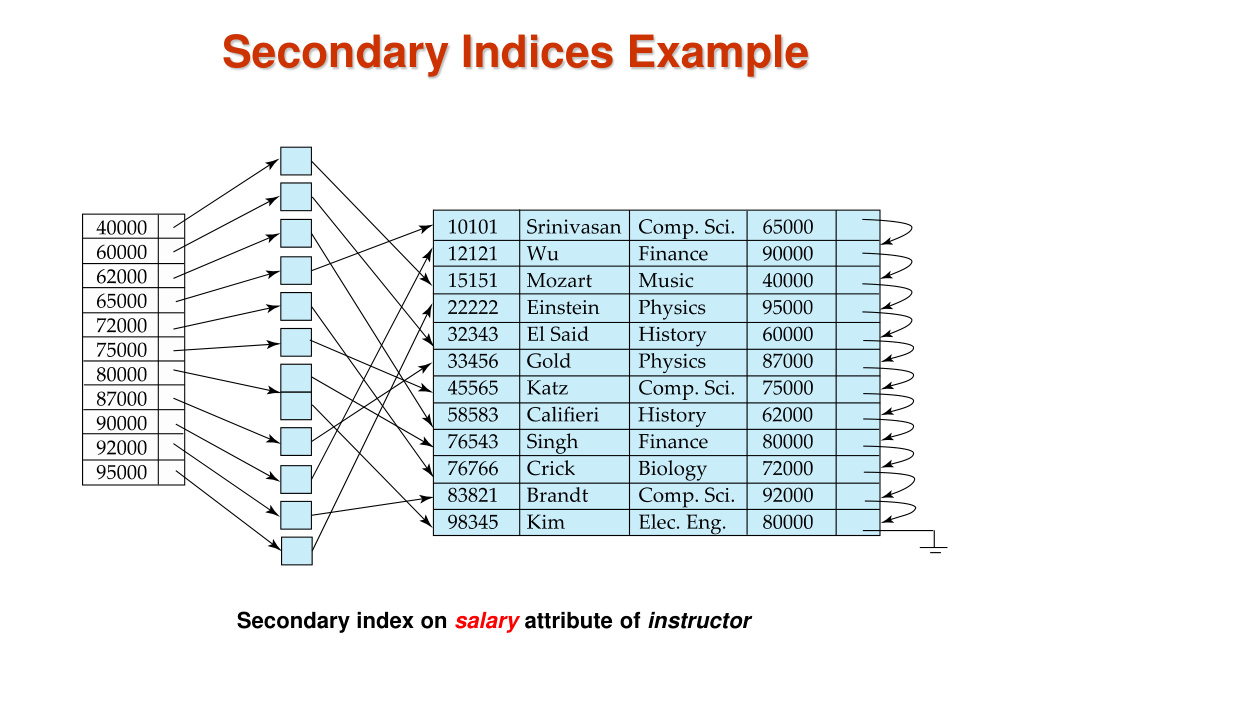 Secondary Indices Example
40000
60000
62000
65000
72000
75000
80000
87000
90000
92000
95000
10101 Srinivasan Comp. Sci. 65000
12121 Wu Finance 90000
15151 Mozart Music 40000
22222 Einstein Physics 95000
32343 El Said History 60000
33456 Gold Physics 87000
45565 Katz Comp. Sci. 75000
58583 Califieri History 62000
76543 Singh Finance 80000
76766 Crick Biology 72000
83821 Brandt Comp. Sci. 92000
98345 Kim Elec. Eng. 80000
Secondary index on salary attribute of instructor